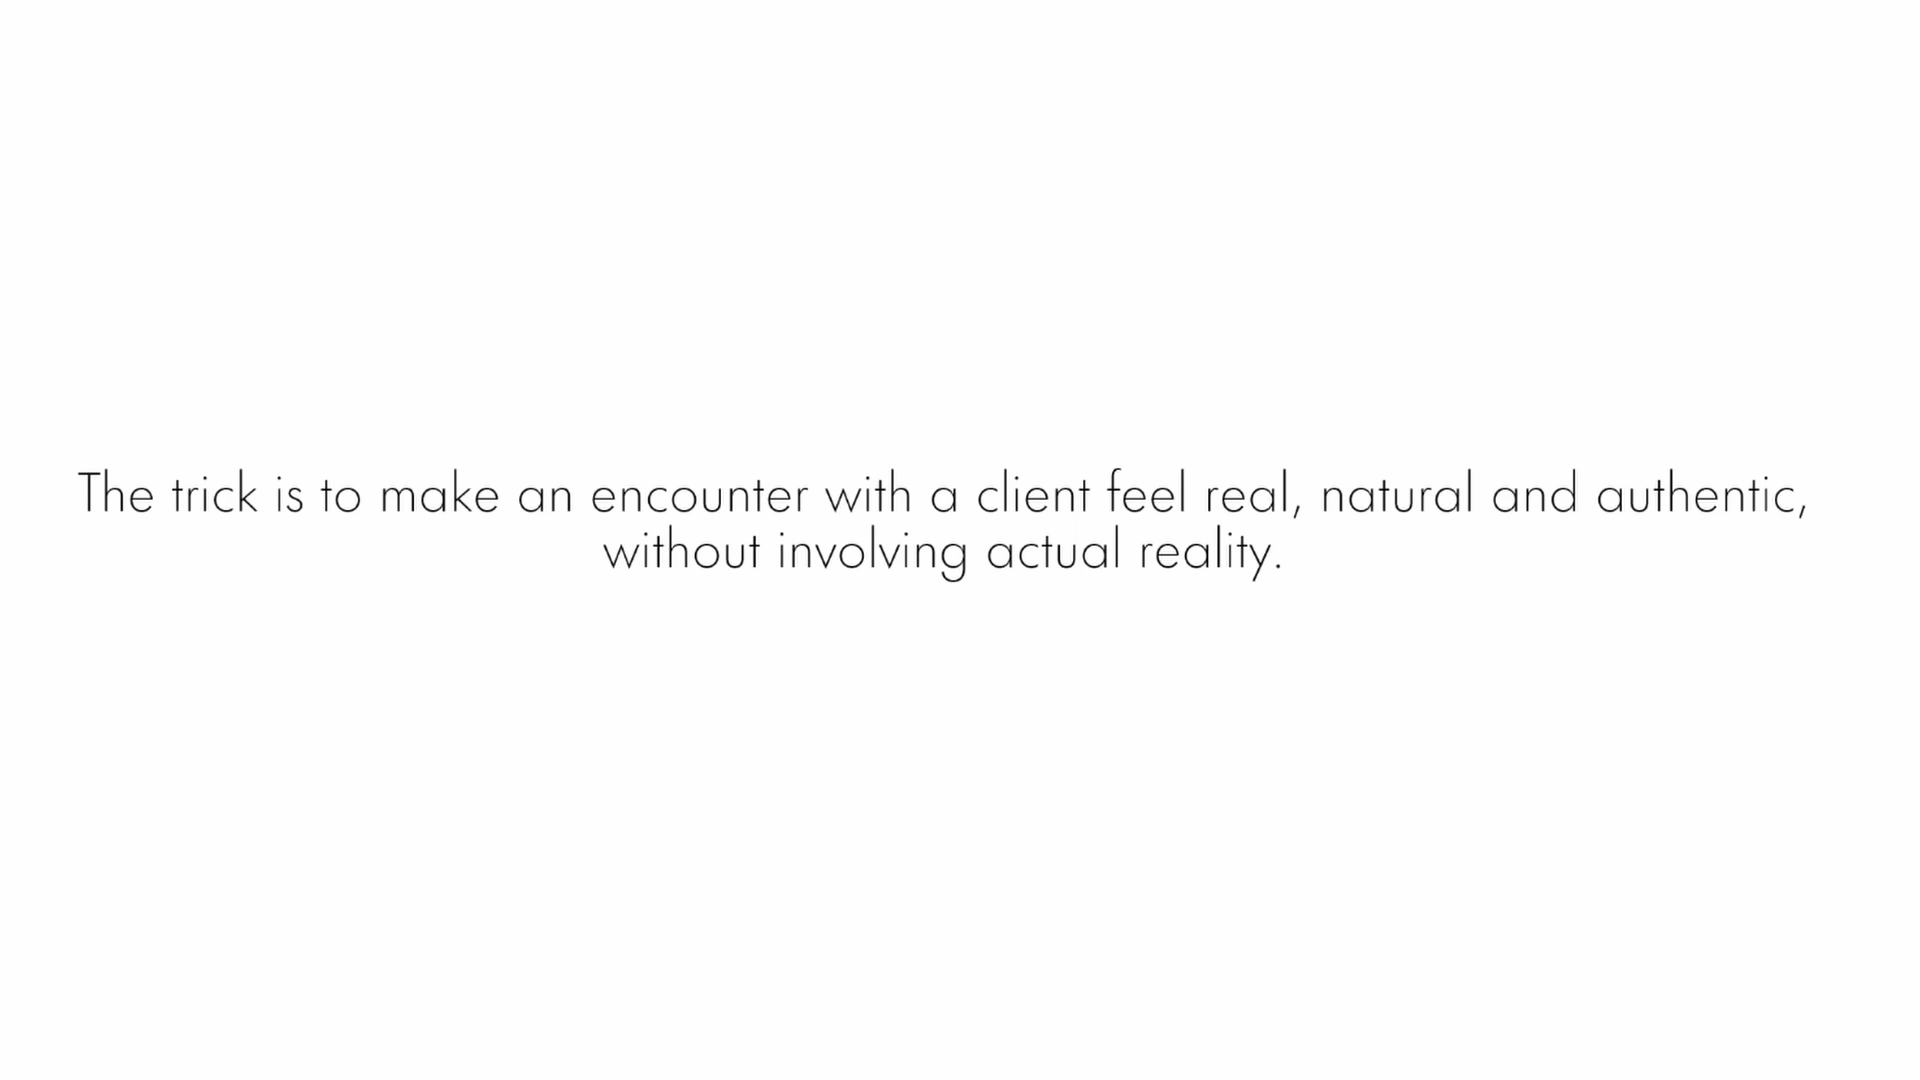 The trick is to make an encounter with a client feel real, natural and authentic,
without involving actual reality.